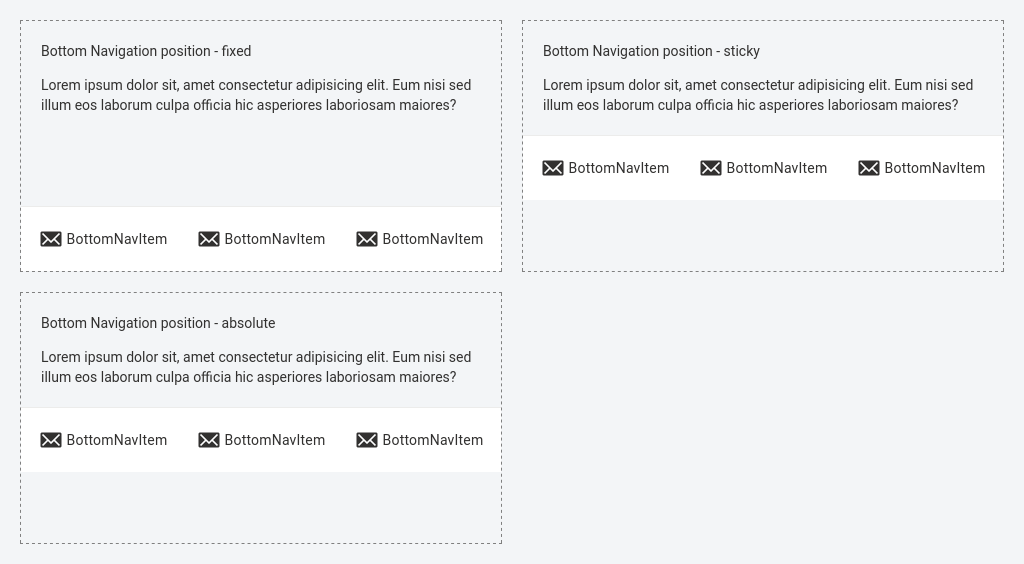 Bottom Navigation position - fixed
Lorem ipsum dolor sit, amet consectetur adipisicing elit. Eum nisi sed
illum eos laborum culpa officia hic asperiores laboriosam maiores?
BottomNavItem BottomNavItem BottomNavItem
Bottom Navigation position - sticky
Lorem ipsum dolor sit, amet consectetur adipisicing elit. Eum nisi sed
illum eos laborum culpa officia hic asperiores laboriosam maiores?
BottomNavItem BottomNavItem BottomNavItem
Bottom Navigation position - absolute
Lorem ipsum dolor sit, amet consectetur adipisicing elit. Eum nisi sed
illum eos laborum culpa officia hic asperiores laboriosam maiores?
BottomNavItem BottomNavItem BottomNavItem